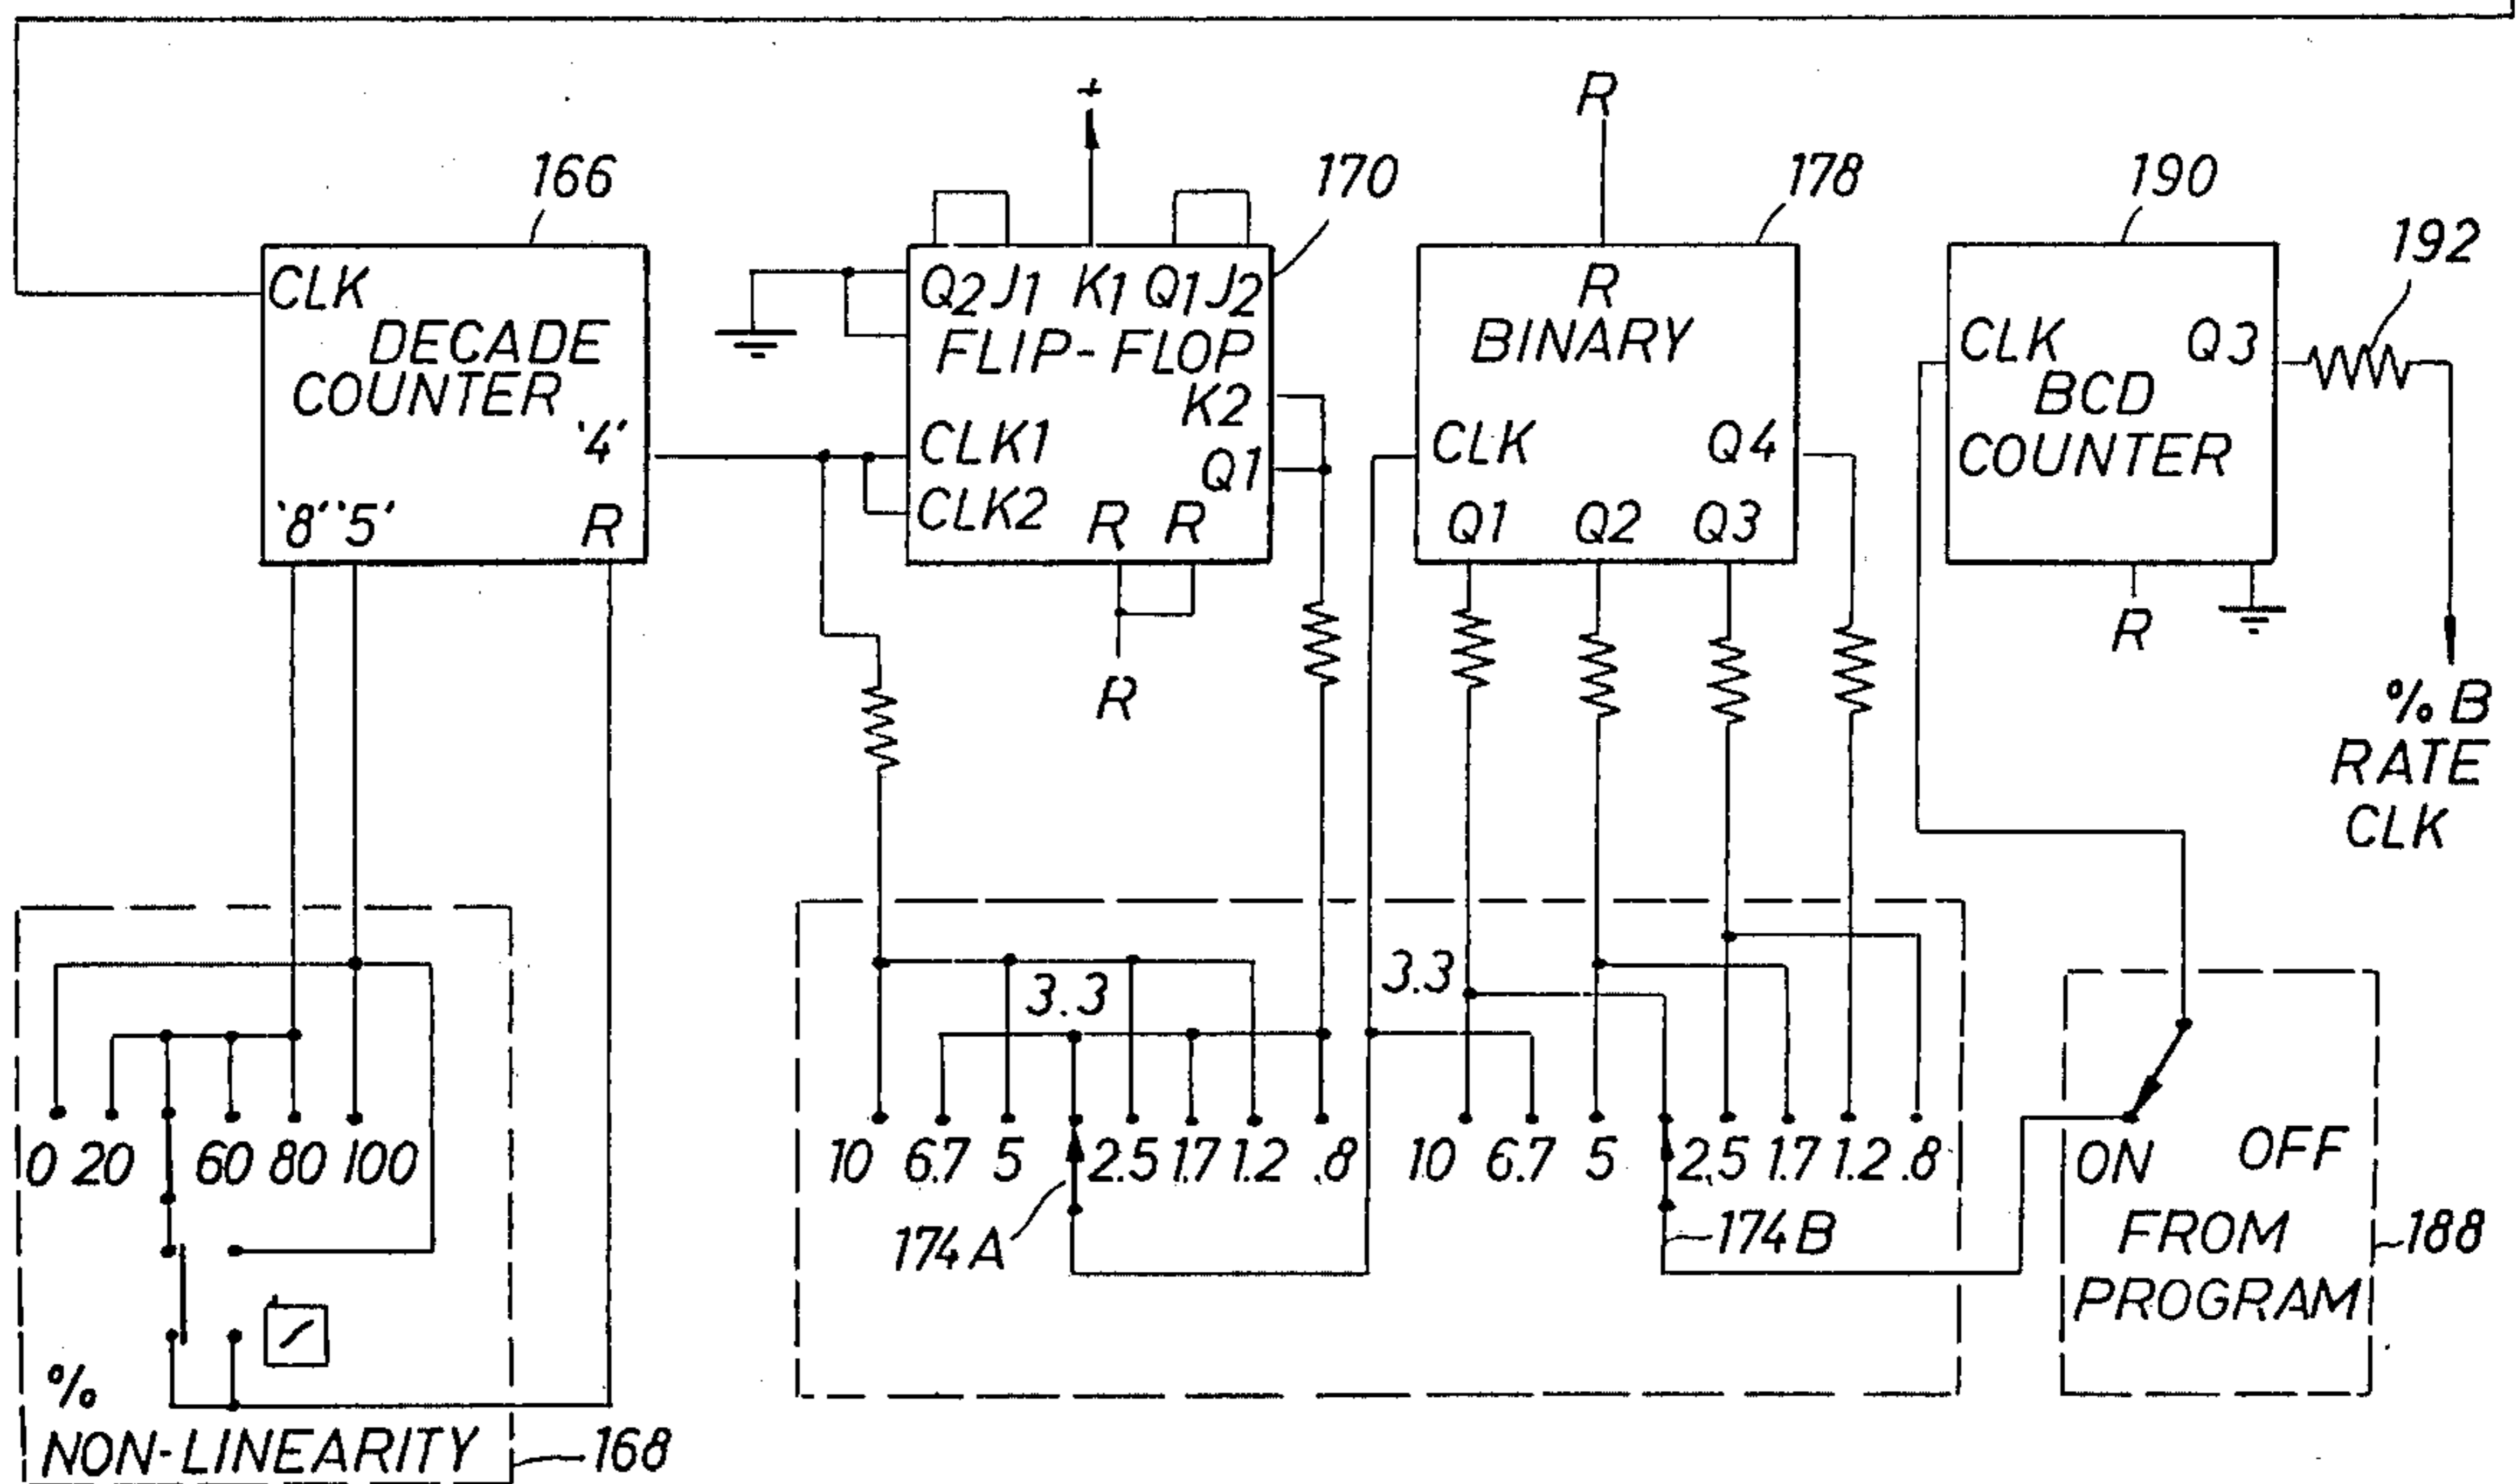 +
R
166
170
178
190
192
CLK
DECADE
COUNTER
'4'
'8' '5'
R
Q2 J1 K1 Q1 J2
FLIP-FLOP
K2
CLK1
Q1
CLK2
R R
R
R
BINARY
CLK
Q4
Q1 Q2 Q3
CLK
Q3
BCD
COUNTER
R
% B
RATE
CLK
3.3
3.3
0 20 60 80 100
10 6.7 5 2.5 1.7 1.2 .8
10 6.7 5 2.5 1.7 1.2 .8
174A
174B
ON OFF
FROM
PROGRAM
188
%
NON-LINEARITY
168